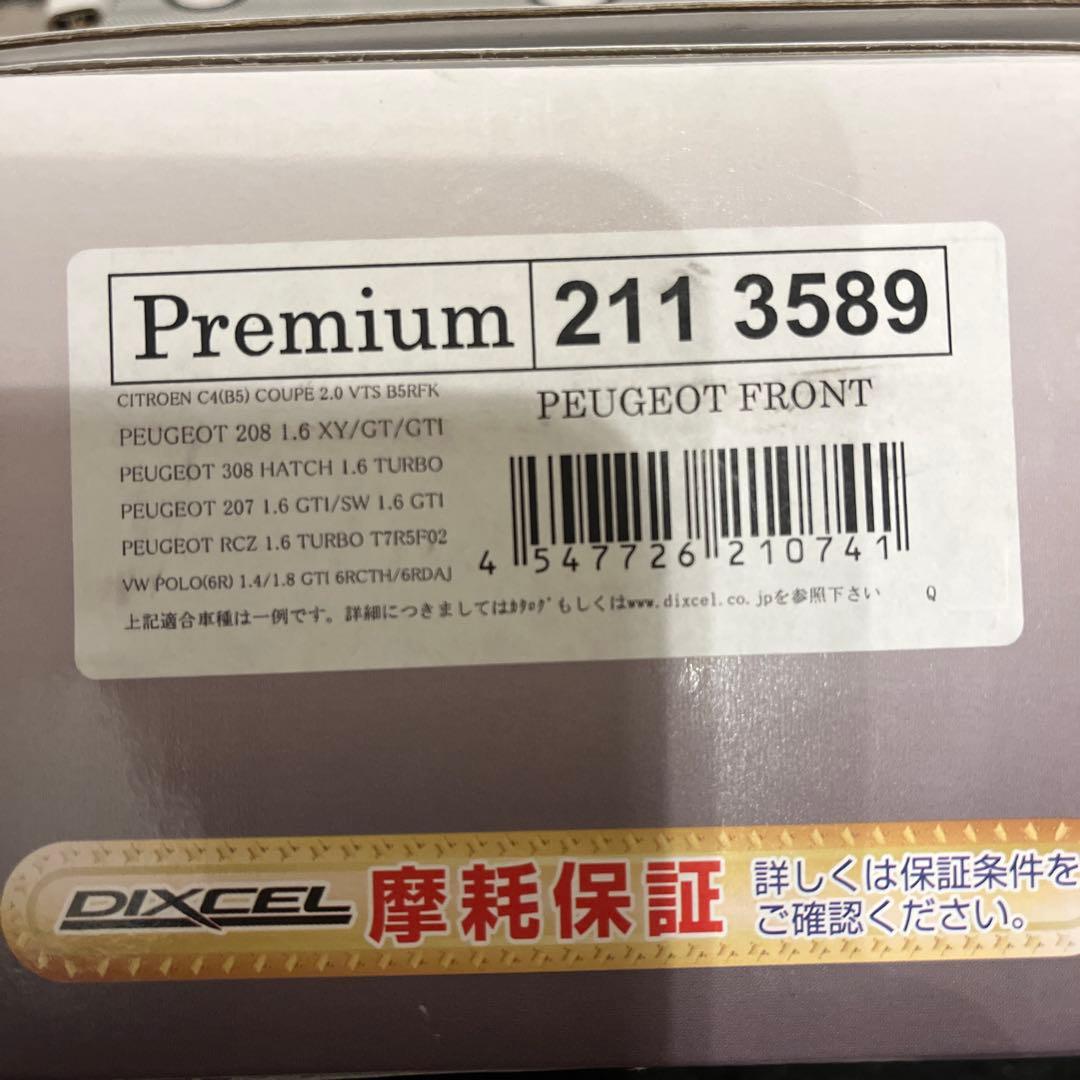 Premium
211 3589
CITROEN C4(B5) COUPE 2.0 VTS B5RFK
PEUGEOT 208 1.6 XY/GT/GTI
PEUGEOT 308 HATCH 1.6 TURBO
PEUGEOT 207 1.6 GTI/SW 1.6 GTI
PEUGEOT RCZ 1.6 TURBO T7R5F02
VW POLO(6R) 1.4/1.8 GTI 6RCTH/6RDAJ
PEUGEOT FRONT
4 547726 210741
上記適合車種は一例です。詳細につきましてはｶﾀﾛｸﾞもしくはwww.dixcel.co.jpを参照下さい Q
DIXCEL 摩耗保証
詳しくは保証条件を
ご確認ください。